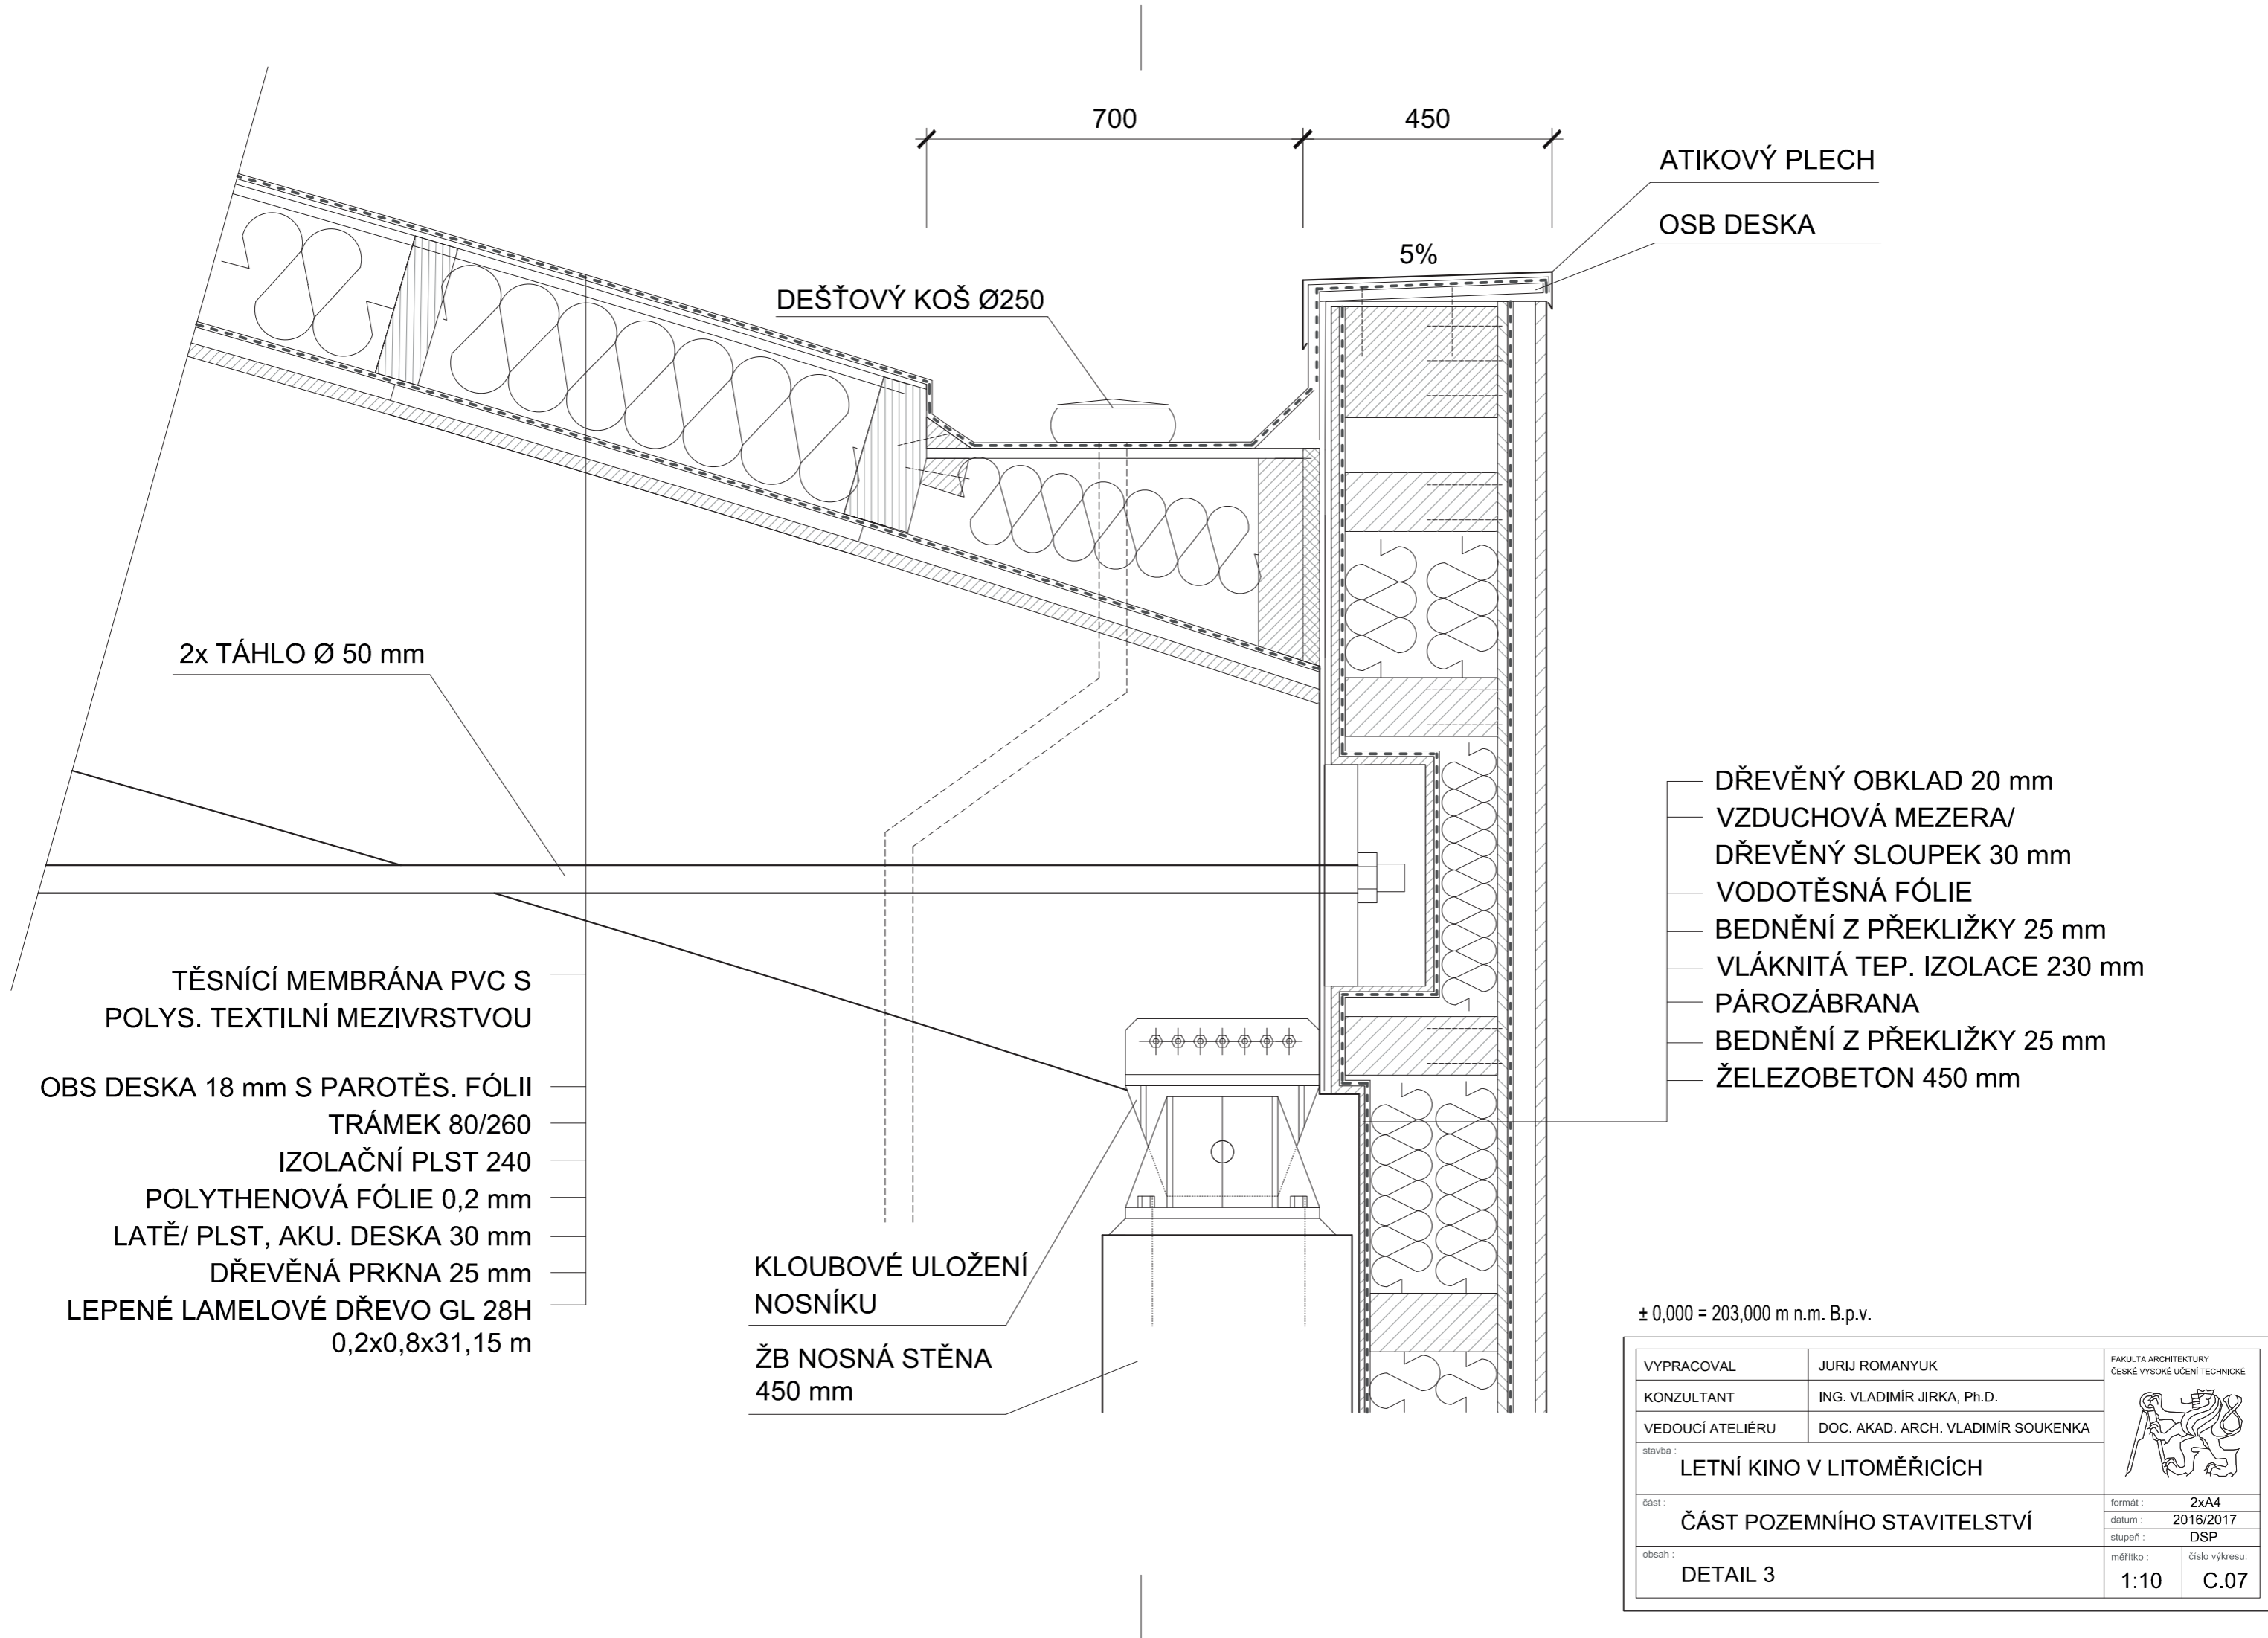 700
450
ATIKOVÝ PLECH
OSB DESKA
5%
DEŠŤOVÝ KOŠ Ø250
2x TÁHLO Ø 50 mm
DŘEVĚNÝ OBKLAD 20 mm
VZDUCHOVÁ MEZERA/
DŘEVĚNÝ SLOUPEK 30 mm
VODOTĚSNÁ FÓLIE
BEDNĚNÍ Z PŘEKLIŽKY 25 mm
VLÁKNITÁ TEP. IZOLACE 230 mm
PÁROZÁBRANA
BEDNĚNÍ Z PŘEKLIŽKY 25 mm
ŽELEZOBETON 450 mm
TĚSNÍCÍ MEMBRÁNA PVC S
POLYS. TEXTILNÍ MEZIVRSTVOU
OBS DESKA 18 mm S PAROTĚS. FÓLII
TRÁMEK 80/260
IZOLAČNÍ PLST 240
POLYTHENOVÁ FÓLIE 0,2 mm
LATĚ/ PLST, AKU. DESKA 30 mm
DŘEVĚNÁ PRKNA 25 mm
LEPENÉ LAMELOVÉ DŘEVO GL 28H
0,2x0,8x31,15 m
KLOUBOVÉ ULOŽENÍ
NOSNÍKU
ŽB NOSNÁ STĚNA
450 mm
± 0,000 = 203,000 m n.m. B.p.v.
VYPRACOVAL JURIJ ROMANYUK
KONZULTANT ING. VLADIMÍR JIRKA, Ph.D.
VEDOUCÍ ATELIÉRU DOC. AKAD. ARCH. VLADIMÍR SOUKENKA
FAKULTA ARCHITEKTURY
ČESKÉ VYSOKÉ UČENÍ TECHNICKÉ
stavba :
LETNÍ KINO V LITOMĚŘICÍCH
část :
ČÁST POZEMNÍHO STAVITELSTVÍ
obsah :
DETAIL 3
formát : 2xA4
datum : 2016/2017
stupeň : DSP
měřítko : číslo výkresu:
1:10 C.07